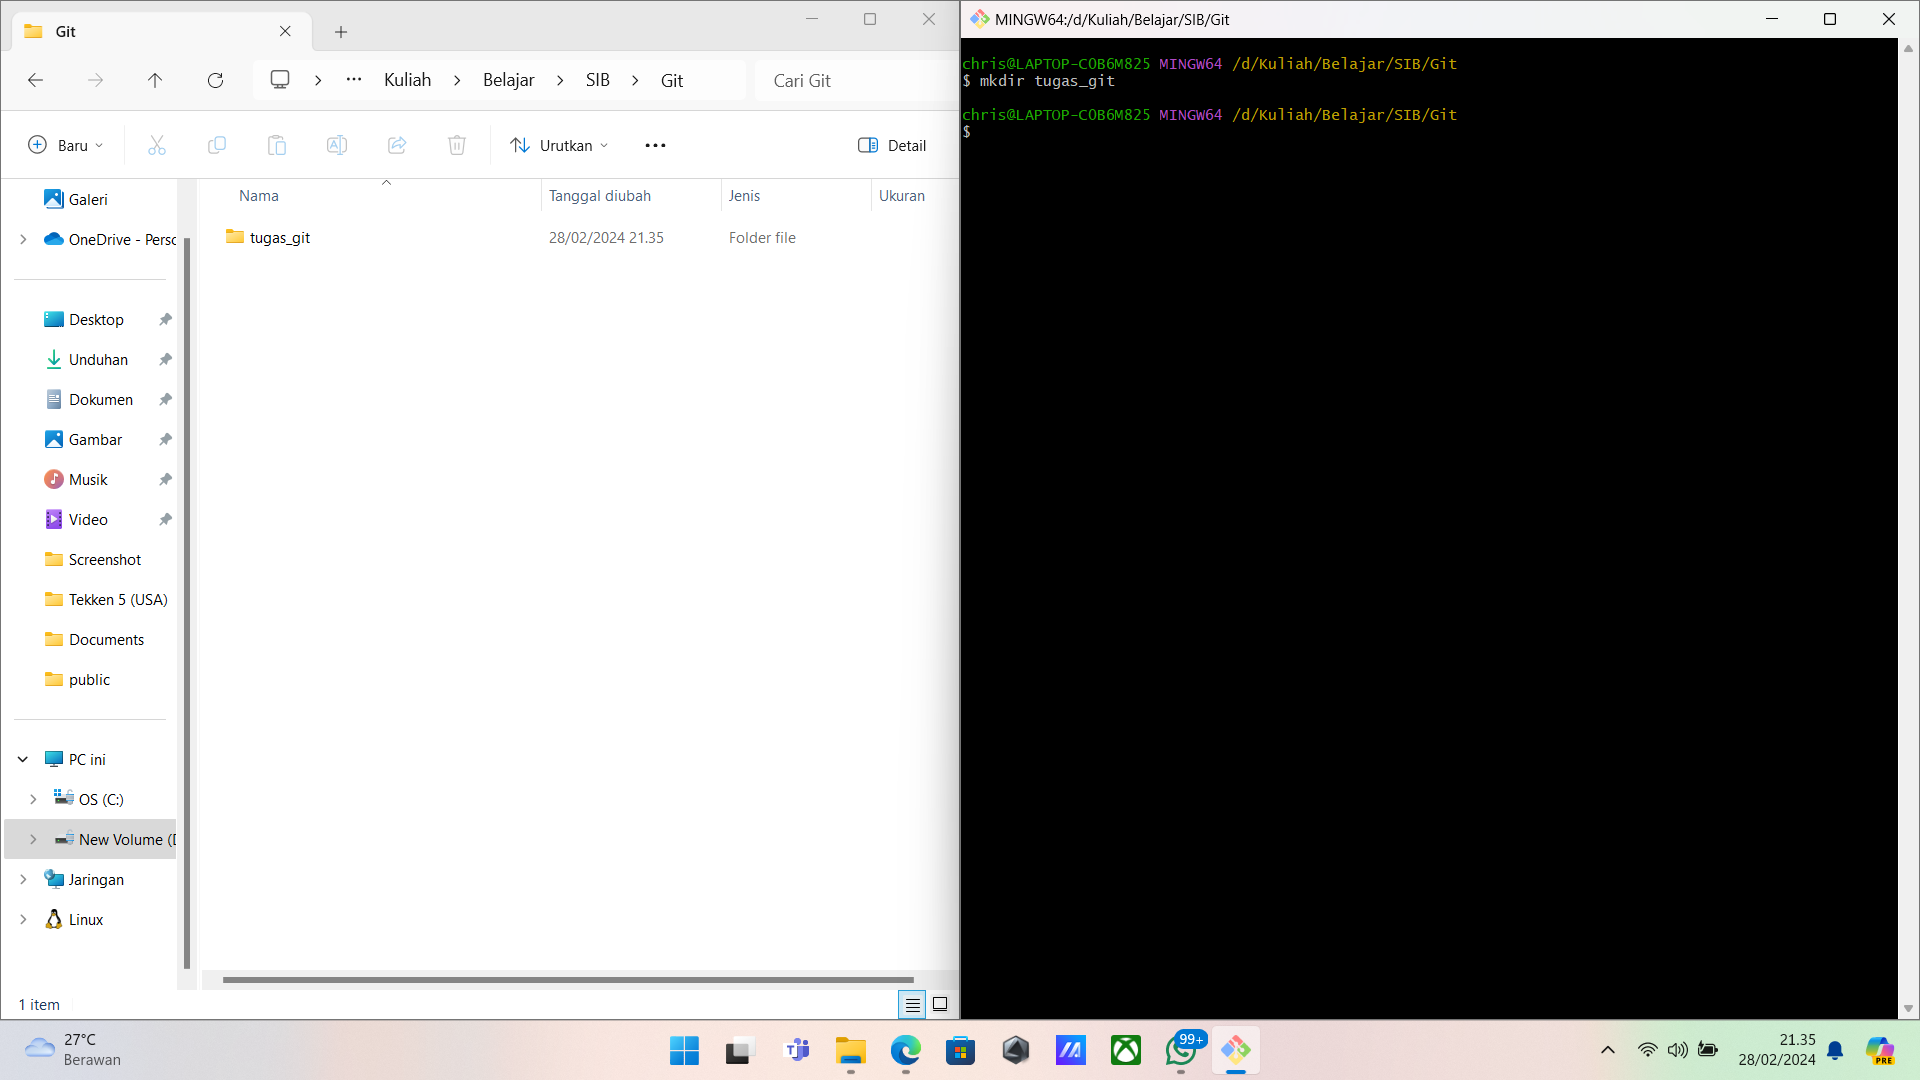 Git
Kuliah
Belajar
SIB
Git
Cari Git
Baru
Urutkan
Detail
Nama
Tanggal diubah
Jenis
Ukuran
tugas_git
28/02/2024 21.35
Folder file
Galeri
OneDrive - Persc
Desktop
Unduhan
Dokumen
Gambar
Musik
Video
Screenshot
Tekken 5 (USA)
Documents
public
PC ini
OS (C:)
New Volume (D
Jaringan
Linux
1 item
MINGW64:/d/Kuliah/Belajar/SIB/Git
chris@LAPTOP-COB6M825 MINGW64 /d/Kuliah/Belajar/SIB/Git
$ mkdir tugas_git
chris@LAPTOP-COB6M825 MINGW64 /d/Kuliah/Belajar/SIB/Git
$
27°C
Berawan
99+
21.35
28/02/2024
PRE